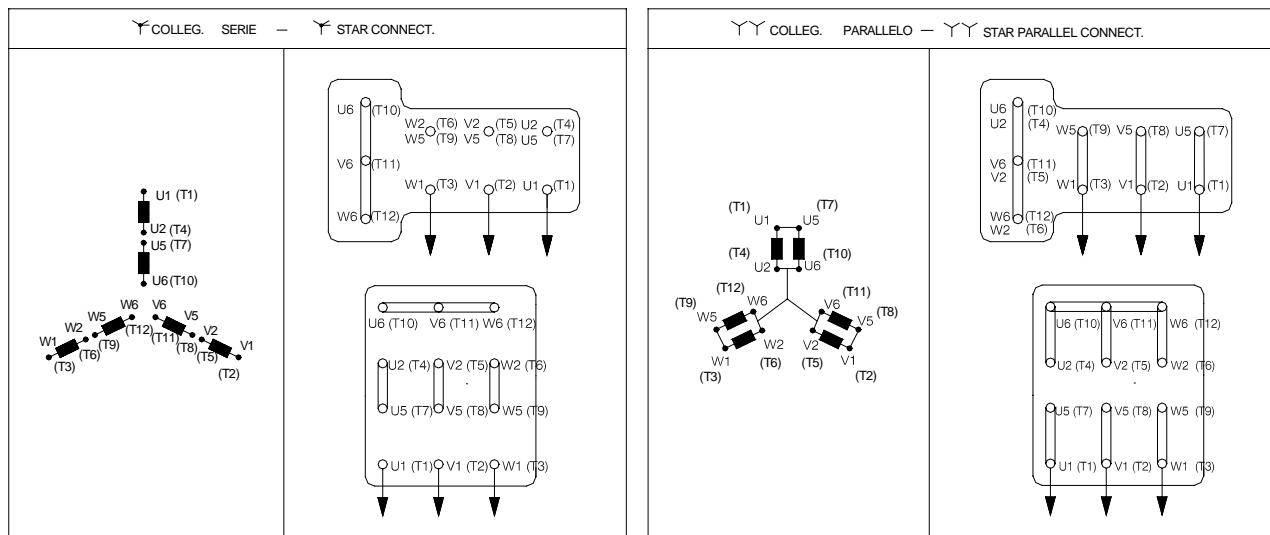 COLLEG. SERIE — STAR CONNECT.
U1 (T1)
U2 (T4)
U5 (T7)
U6 (T10)
W6 V6
W5 (T12) (T11) V5
W2 (T9) (T8) V2
W1 (T6) (T5) V1
(T3) (T2)
U6 (T10)
W2 (T6) V2 (T5) U2 (T4)
W5 (T9) V5 (T8) U5 (T7)
V6 (T11)
W1 (T3) V1 (T2) U1 (T1)
W6 (T12)
U6 (T10) V6 (T11) W6 (T12)
U2 (T4) V2 (T5) W2 (T6)
U5 (T7) V5 (T8) W5 (T9)
U1 (T1) V1 (T2) W1 (T3)
COLLEG. PARALLELO — STAR PARALLEL CONNECT.
(T1) (T7)
U1 U5
(T4) (T10)
U2 U6
(T12) (T11)
(T9) W6 V6 (T8)
W5 V5
W1 W2 V2 V1
(T3) (T6) (T5) (T2)
U6 (T10)
U2 (T4)
W5 (T9) V5 (T8) U5 (T7)
V6 (T11)
V2 (T5)
W1 (T3) V1 (T2) U1 (T1)
W6 (T12)
W2 (T6)
U6 (T10) V6 (T11) W6 (T12)
U2 (T4) V2 (T5) W2 (T6)
U5 (T7) V5 (T8) W5 (T9)
U1 (T1) V1 (T2) W1 (T3)